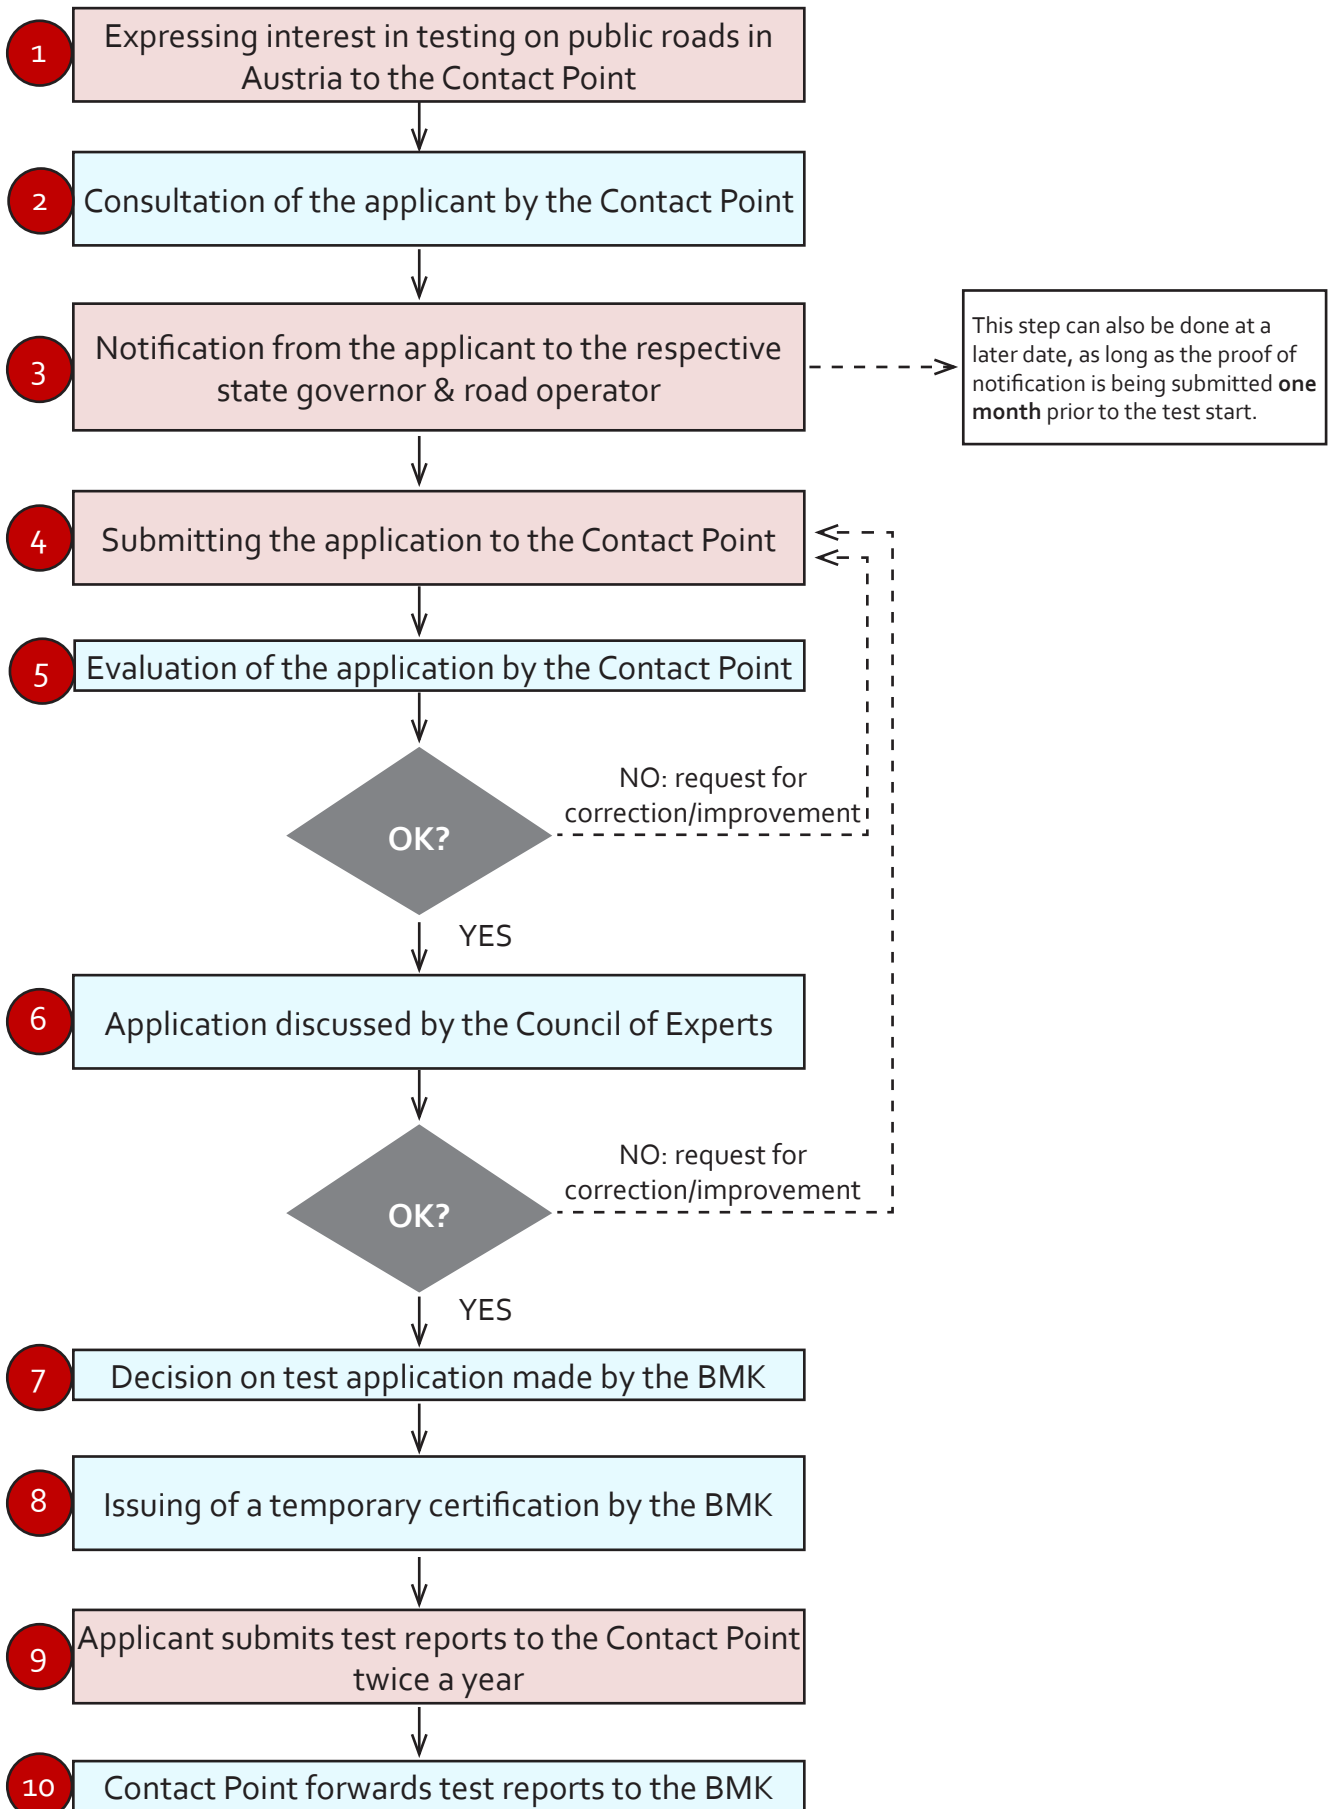 1
Expressing interest in testing on public roads in
Austria to the Contact Point
2
Consultation of the applicant by the Contact Point
3
Notification from the applicant to the respective
state governor & road operator
This step can also be done at a
later date, as long as the proof of
notification is being submitted one
month prior to the test start.
4
Submitting the application to the Contact Point
5
Evaluation of the application by the Contact Point
OK?
NO: request for
correction/improvement
YES
6
Application discussed by the Council of Experts
OK?
NO: request for
correction/improvement
YES
7
Decision on test application made by the BMK
8
Issuing of a temporary certification by the BMK
9
Applicant submits test reports to the Contact Point
twice a year
10
Contact Point forwards test reports to the BMK